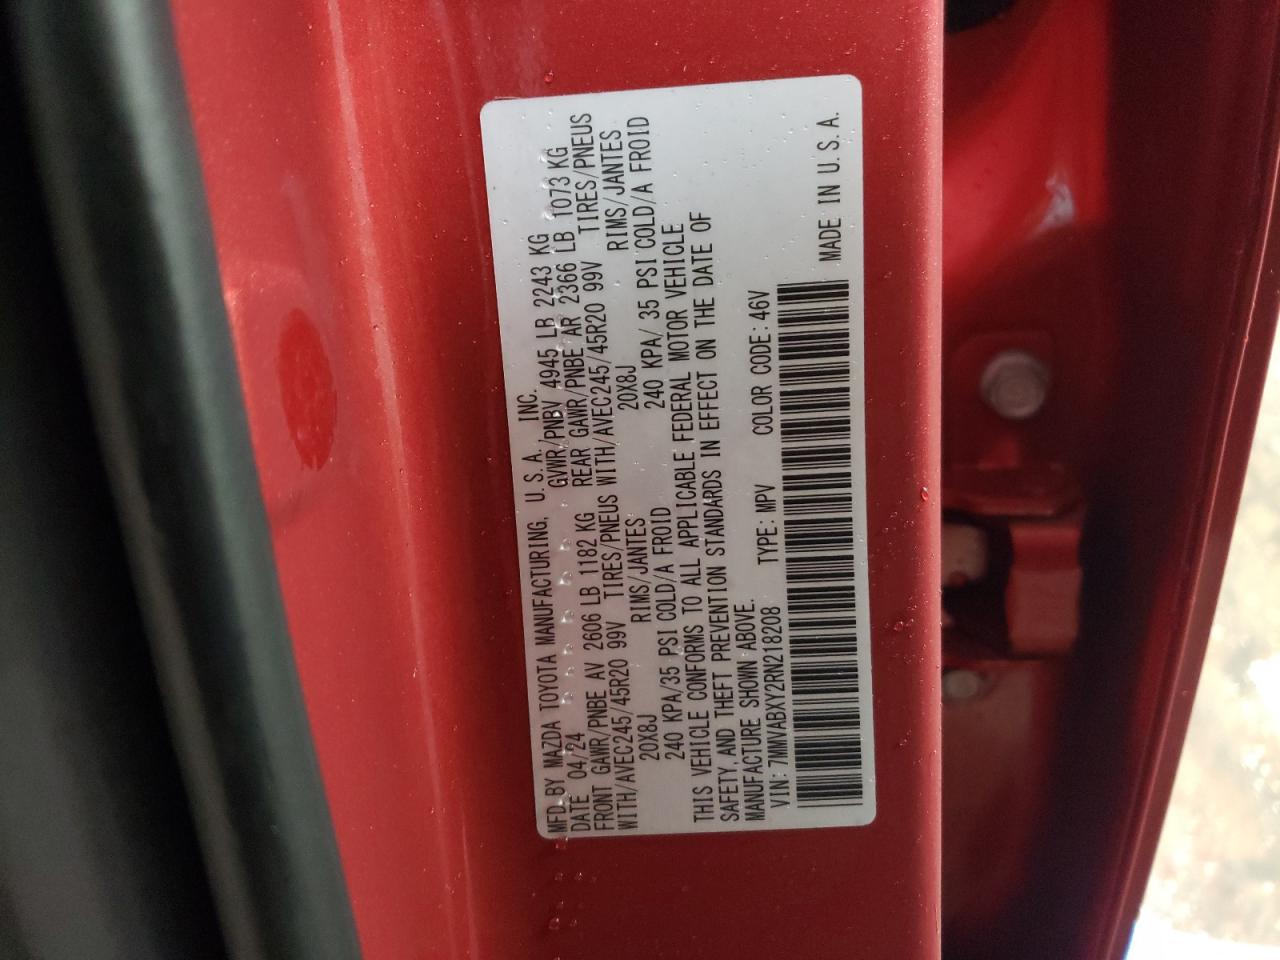 MFD. BY MAZDA TOYOTA MANUFACTURING, U. S. A. INC.
DATE 04/24 GVWR/PNBV 4945 LB 2243 KG
FRONT GAWR/PNBE AV 2606 LB 1182 KG REAR GAWR/PNBE AR 2366 LB 1073 KG
WITH/AVEC245/45R20 99V TIRES/PNEUS WITH/AVEC245/45R20 99V TIRES/PNEUS
20X8J RIMS/JANTES 20X8J RIMS/JANTES
240 KPA/35 PSI COLD/A FROID 240 KPA/ 35 PSI COLD/A FROID
THIS VEHICLE CONFORMS TO ALL APPLICABLE FEDERAL MOTOR VEHICLE
SAFETY, AND THEFT PREVENTION STANDARDS IN EFFECT ON THE DATE OF
MANUFACTURE SHOWN ABOVE.
VIN: 7MMVABXY2RN218208 TYPE: MPV COLOR CODE: 46V
MADE IN U. S. A.